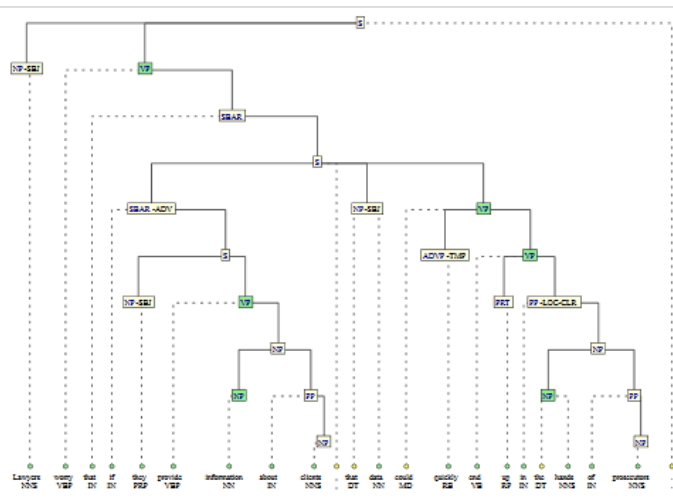 S
NP-SBJ VP
SBAR
S
SBAR-ADV NP-SBJ VP
S ADVP-TMP VP
NP-SBJ VP PRT PP-LOC-CLR
NP NP
NP PP NP PP
NP NP
Lawyers worry that if they provide information about clients that data could quickly end up in the hands of prosecutors
NNS VBP IN IN PRP VBP NN IN NNS DT NN MD RB VB RP IN DT NNS IN NNS